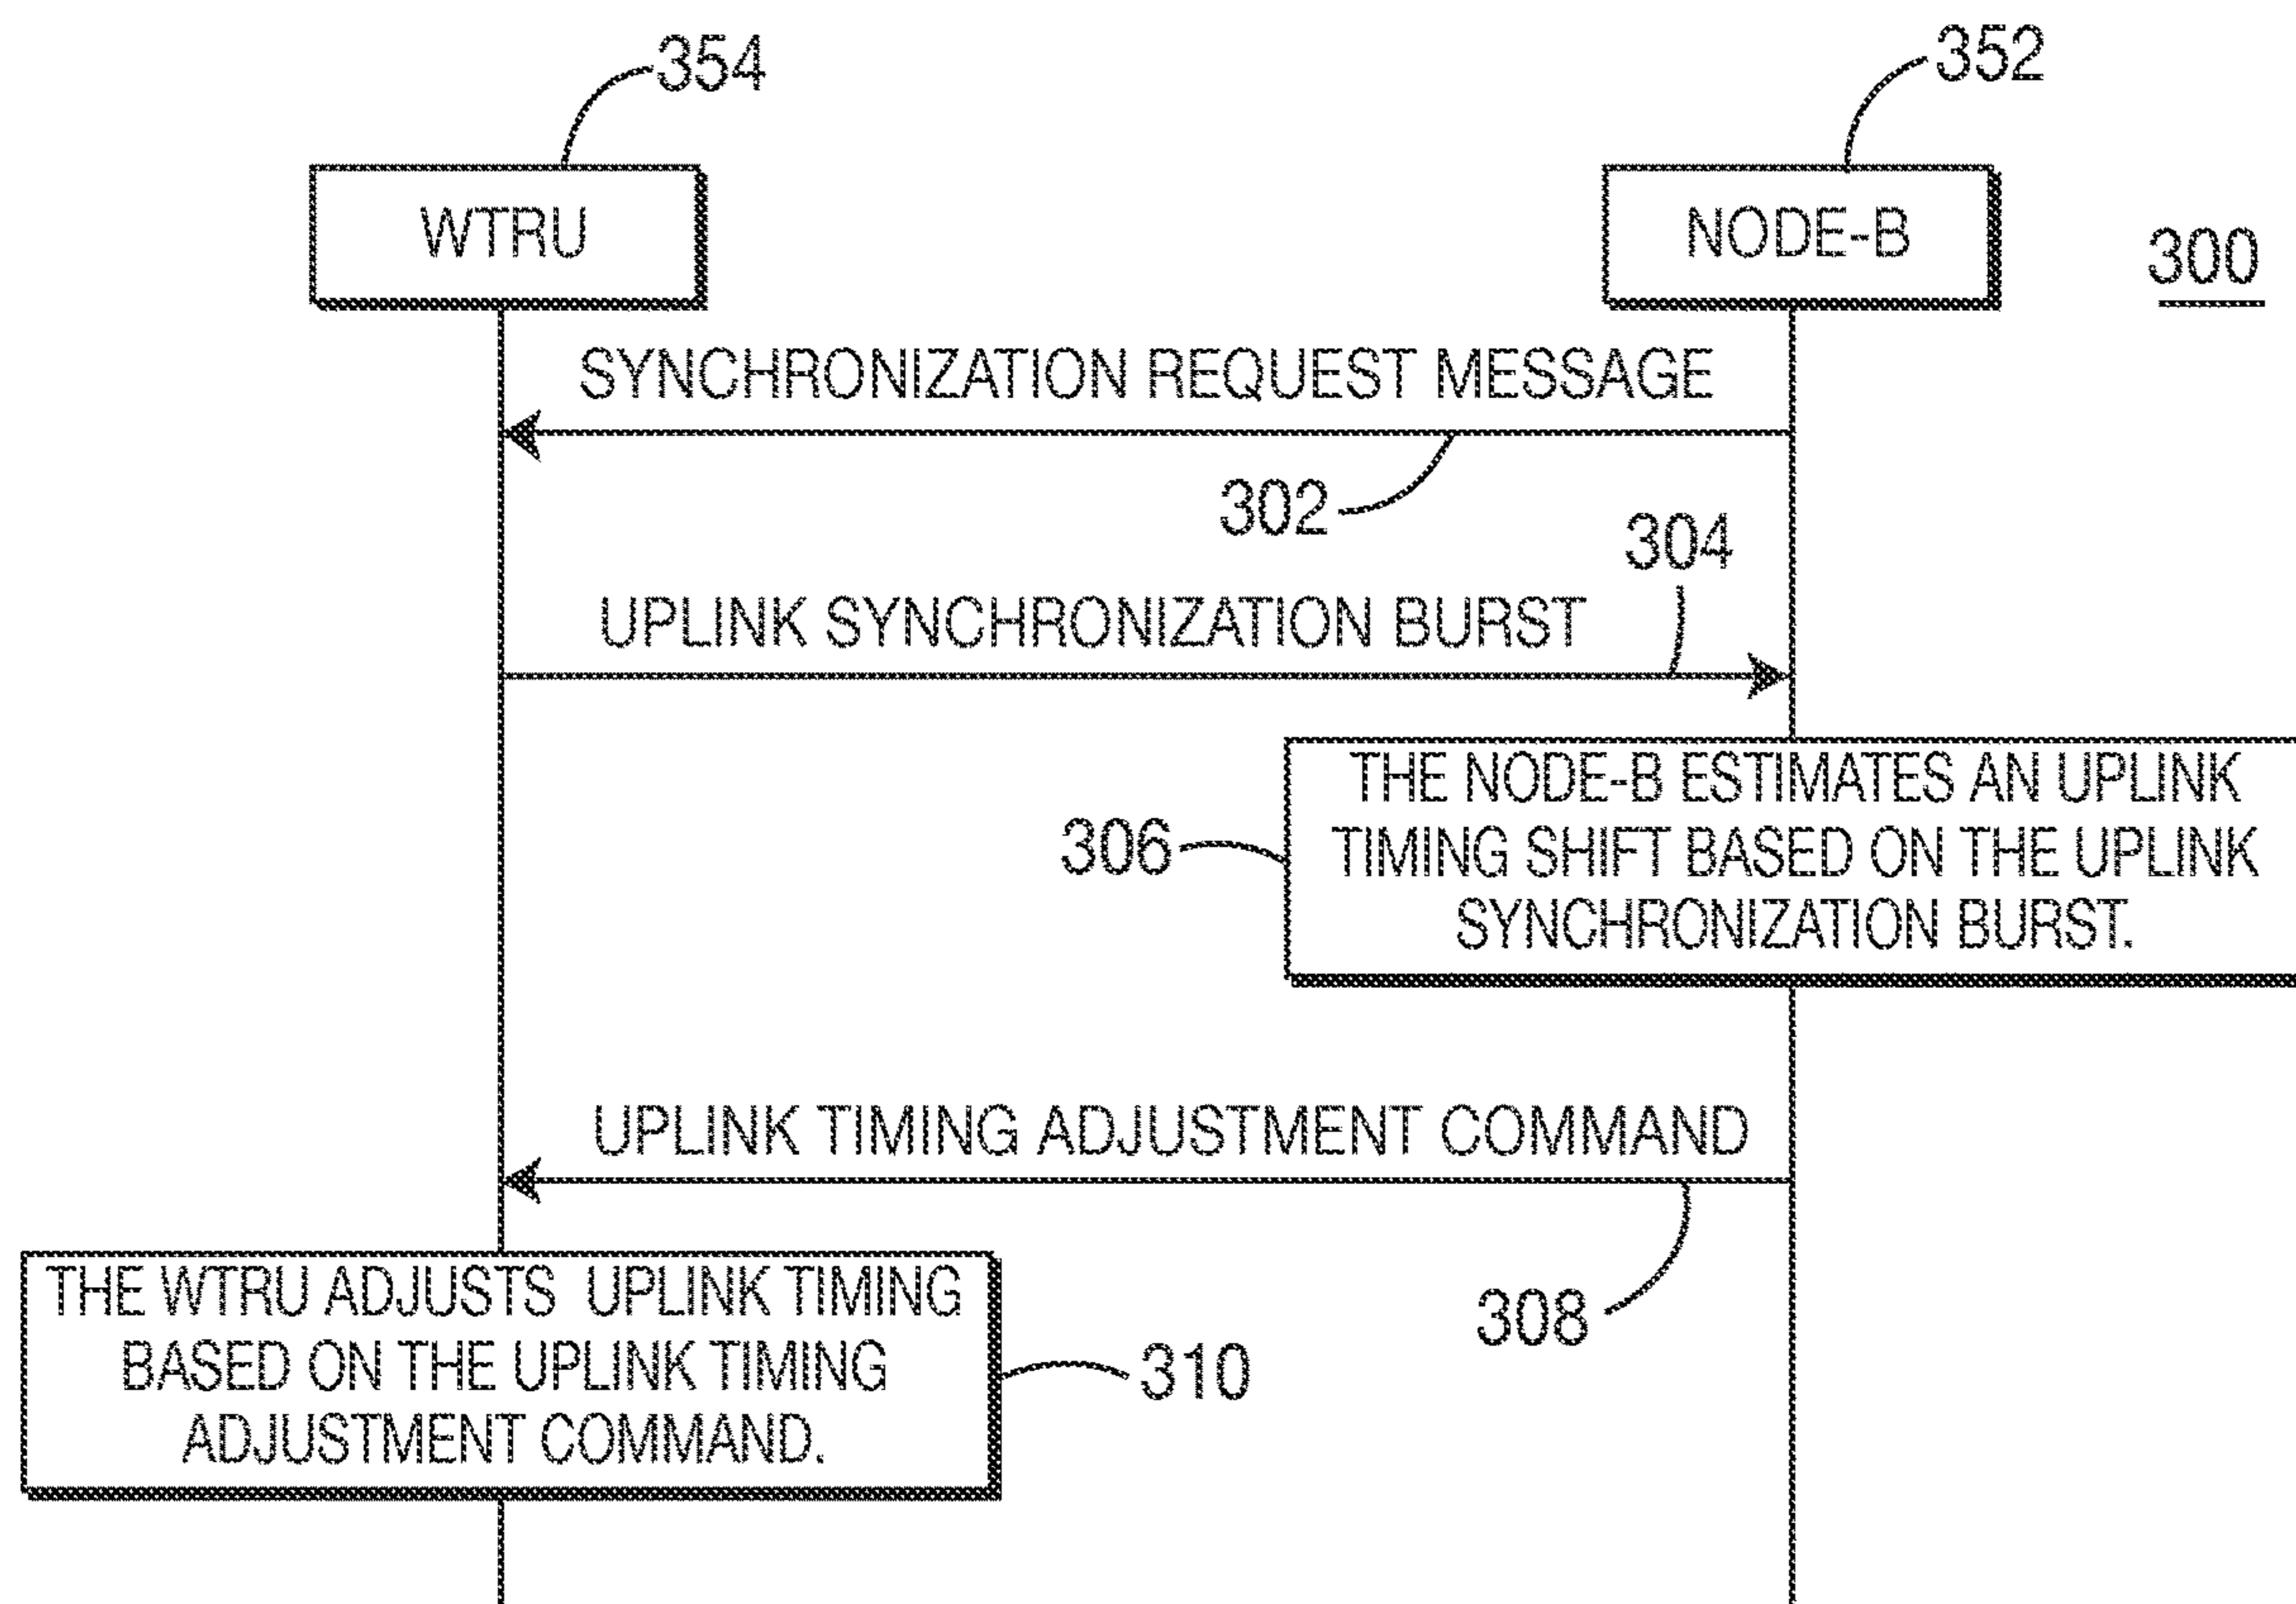 354
352
WTRU
NODE-B
300
SYNCHRONIZATION REQUEST MESSAGE
302
304
UPLINK SYNCHRONIZATION BURST
THE NODE-B ESTIMATES AN UPLINK
TIMING SHIFT BASED ON THE UPLINK
SYNCHRONIZATION BURST.
306
UPLINK TIMING ADJUSTMENT COMMAND
308
THE WTRU ADJUSTS UPLINK TIMING
BASED ON THE UPLINK TIMING
ADJUSTMENT COMMAND.
310